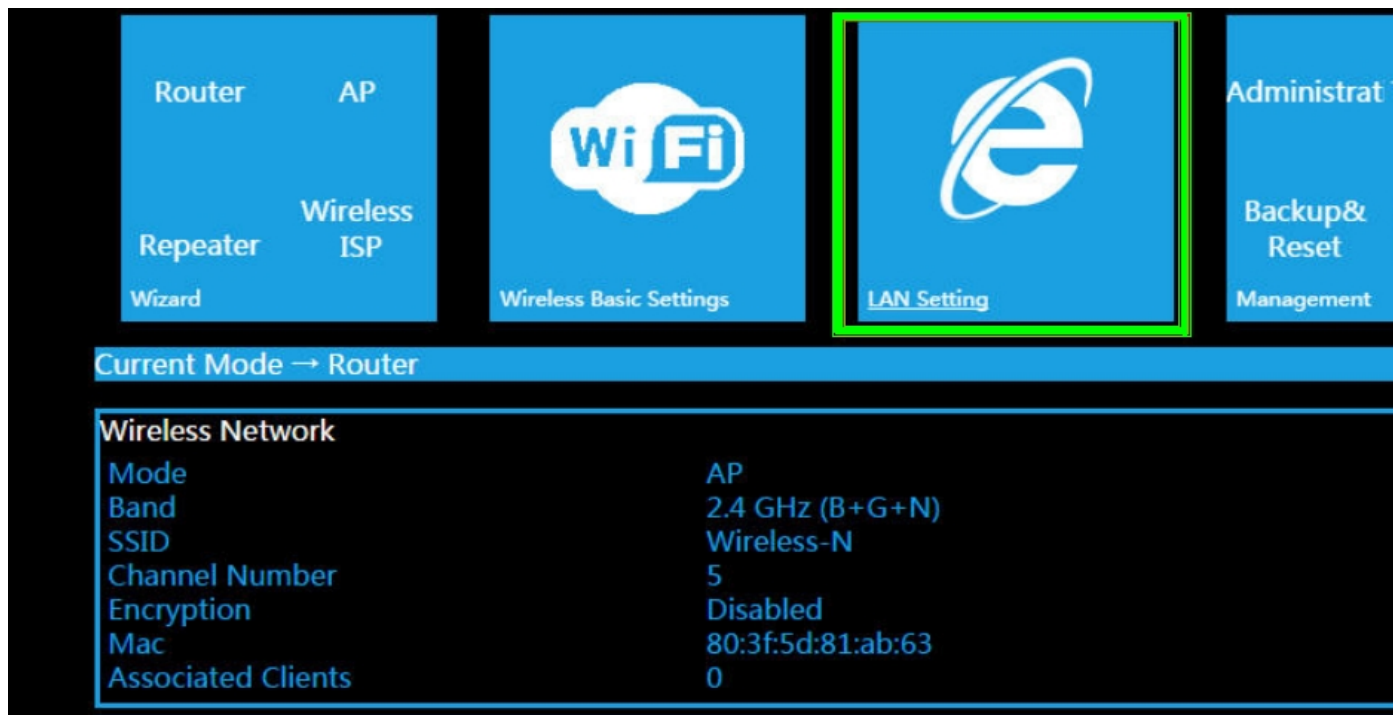 Router AP
Repeater Wireless
ISP
Wizard
Wi Fi
Wireless Basic Settings
LAN Setting
Administrat
Backup&
Reset
Management
Current Mode → Router
Wireless Network
Mode AP
Band 2.4 GHz (B+G+N)
SSID Wireless-N
Channel Number 5
Encryption Disabled
Mac 80:3f:5d:81:ab:63
Associated Clients 0